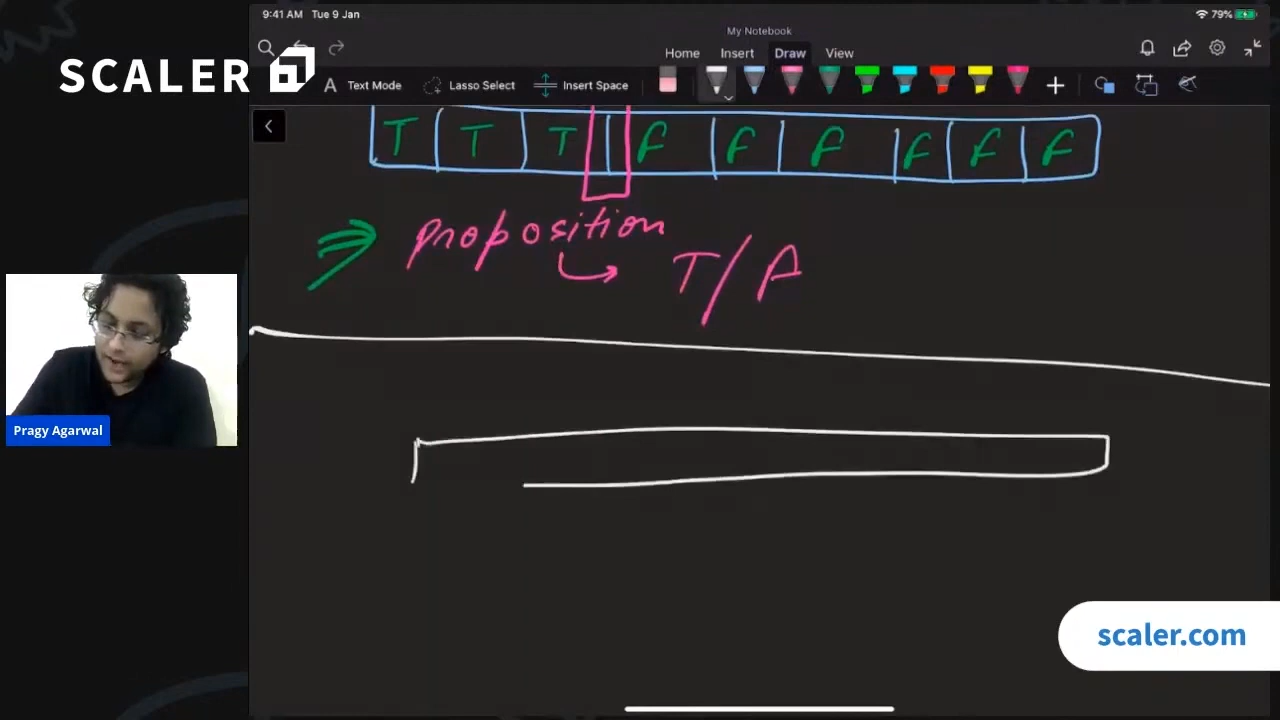 9:41 AM Tue 9 Jan
79%
My Notebook
SCALER
Home Insert Draw View
Text Mode Lasso Select Insert Space
T T T F F F F F F
proposition
T/F
Pragy Agarwal
scaler.com